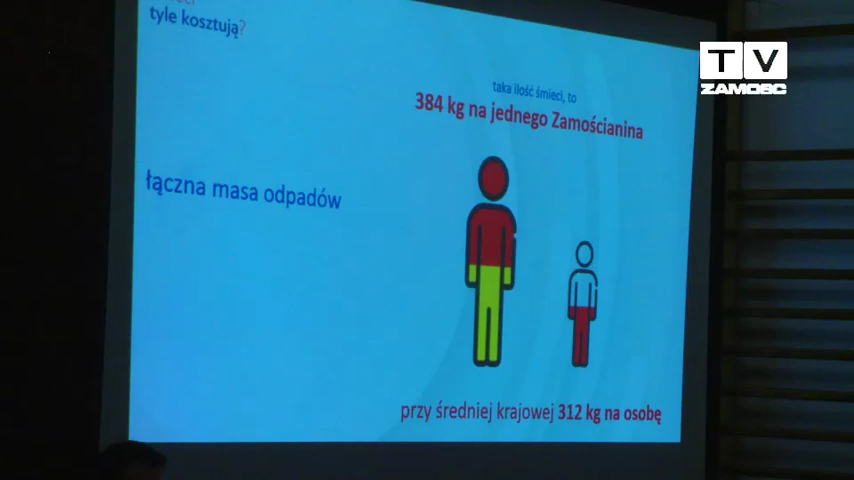 tyle kosztują?
TV
ZAMOŚĆ
taka ilość śmieci, to
384 kg na jednego Zamościanina
łączna masa odpadów
przy średniej krajowej 312 kg na osobę